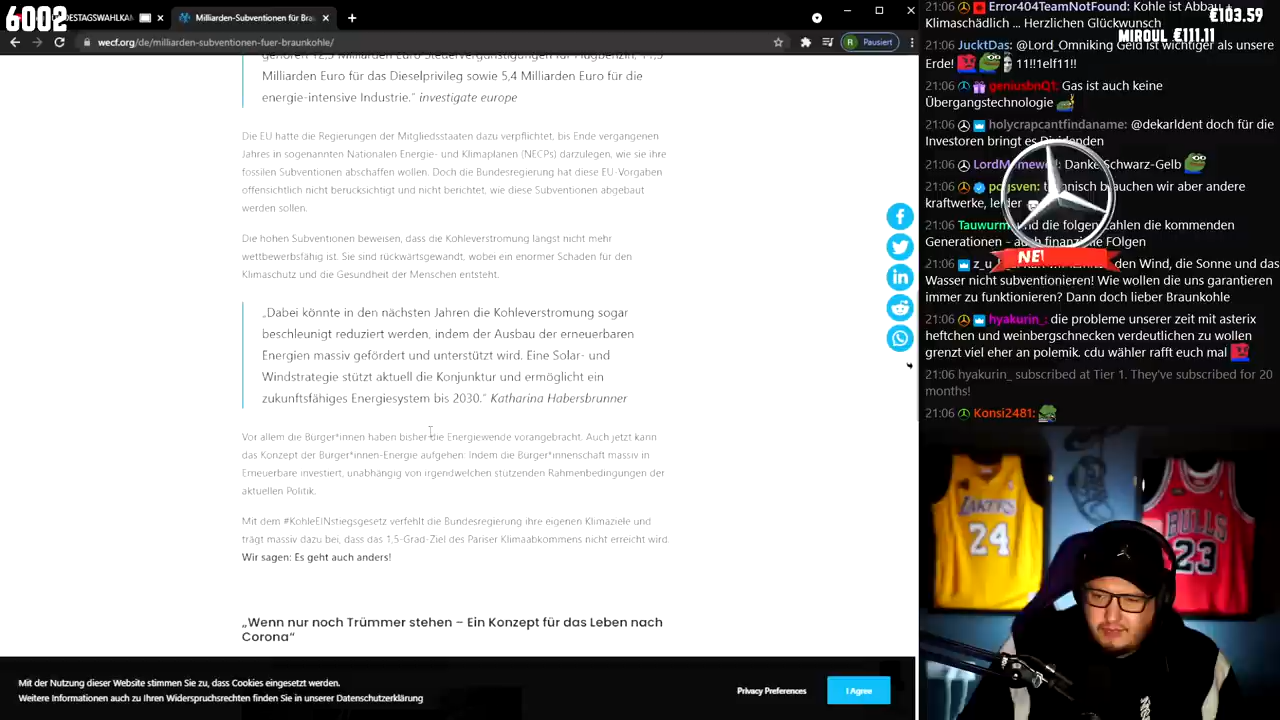 6002
BUNDESTAGSWAHLKAM
Milliarden-Subventionen für Bra
wecf.org/de/milliarden-subventionen-fuer-braunkohle/
R Pausiert
Milliarden Euro für das Dieselprivileg sowie 5,4 Milliarden Euro für die
energie-intensive Industrie." investigate europe
Die EU hatte die Regierungen der Mitgliedsstaaten dazu verpflichtet, bis Ende vergangenen
Jahres in sogenannten Nationalen Energie- und Klimaplänen (NECPs) darzulegen, wie sie ihre
fossilen Subventionen abschaffen wollen. Doch die Bundesregierung hat diese EU-Vorgaben
offensichtlich nicht berücksichtigt und nicht berichtet, wie diese Subventionen abgebaut
werden sollen.
Die hohen Subventionen beweisen, dass die Kohleverstromung längst nicht mehr
wettbewerbsfähig ist. Sie sind rückwärtsgewandt, wobei ein enormer Schaden für den
Klimaschutz und die Gesundheit der Menschen entsteht.
„Dabei könnte in den nächsten Jahren die Kohleverstromung sogar
beschleunigt reduziert werden, indem der Ausbau der erneuerbaren
Energien massiv gefördert und unterstützt wird. Eine Solar- und
Windstrategie stützt aktuell die Konjunktur und ermöglicht ein
zukunftsfähiges Energiesystem bis 2030." Katharina Habersbrunner
Vor allem die Bürger*innen haben bisher die Energiewende vorangebracht. Auch jetzt kann
das Konzept der Bürger*innen-Energie aufgehen: Indem die Bürger*innenschaft massiv in
Erneuerbare investiert, unabhängig von irgendwelchen stützenden Rahmenbedingungen der
aktuellen Politik.
Mit dem #KohleEINstiegsgesetz verfehlt die Bundesregierung ihre eigenen Klimaziele und
trägt massiv dazu bei, dass das 1,5-Grad-Ziel des Pariser Klimaabkommens nicht erreicht wird.
Wir sagen: Es geht auch anders!
„Wenn nur noch Trümmer stehen – Ein Konzept für das Leben nach
Corona"
Mit der Nutzung dieser Website stimmen Sie zu, dass Cookies eingesetzt werden.
Weitere Informationen auch zu Ihren Widerspruchsrechten finden Sie in unserer Datenschutzerklärung
Privacy Preferences
I Agree
€103.59
MIROUL €111.11
21:06 Error404TeamNotFound: Kohle ist Abbau
Klimaschädlich ... Herzlichen Glückwunsch
21:06 JucktDas: @Lord_Omniking Geld ist wichtiger als unsere
Erde! 11!!1elf11!!
21:06 geniusbnQ1: Gas ist auch keine
Übergangstechnologie
21:06 holycrapcantfindaname: @dekarldent doch für die
Investoren bringt es Dividenden
21:06 Danke Schwarz-Gelb
21:06 brauchen wir aber andere
kraftwerke, leider
die kommenden
Generationen - auch
21:06 den Wind, die Sonne und das
Wasser nicht subventionieren! Wie wollen die uns garantieren
immer zu funktionieren? Dann doch lieber Braunkohle
21:06 hyakurin_: die probleme unserer zeit mit asterix
heftchen und weinbergschnecken verdeutlichen zu wollen
grenzt viel eher an polemik. cdu wähler rafft euch mal
21:06 hyakurin_ subscribed at Tier 1. They've subscribed for 20
months!
21:06 Konsi2481:
LAKERS
24
BULLS
23